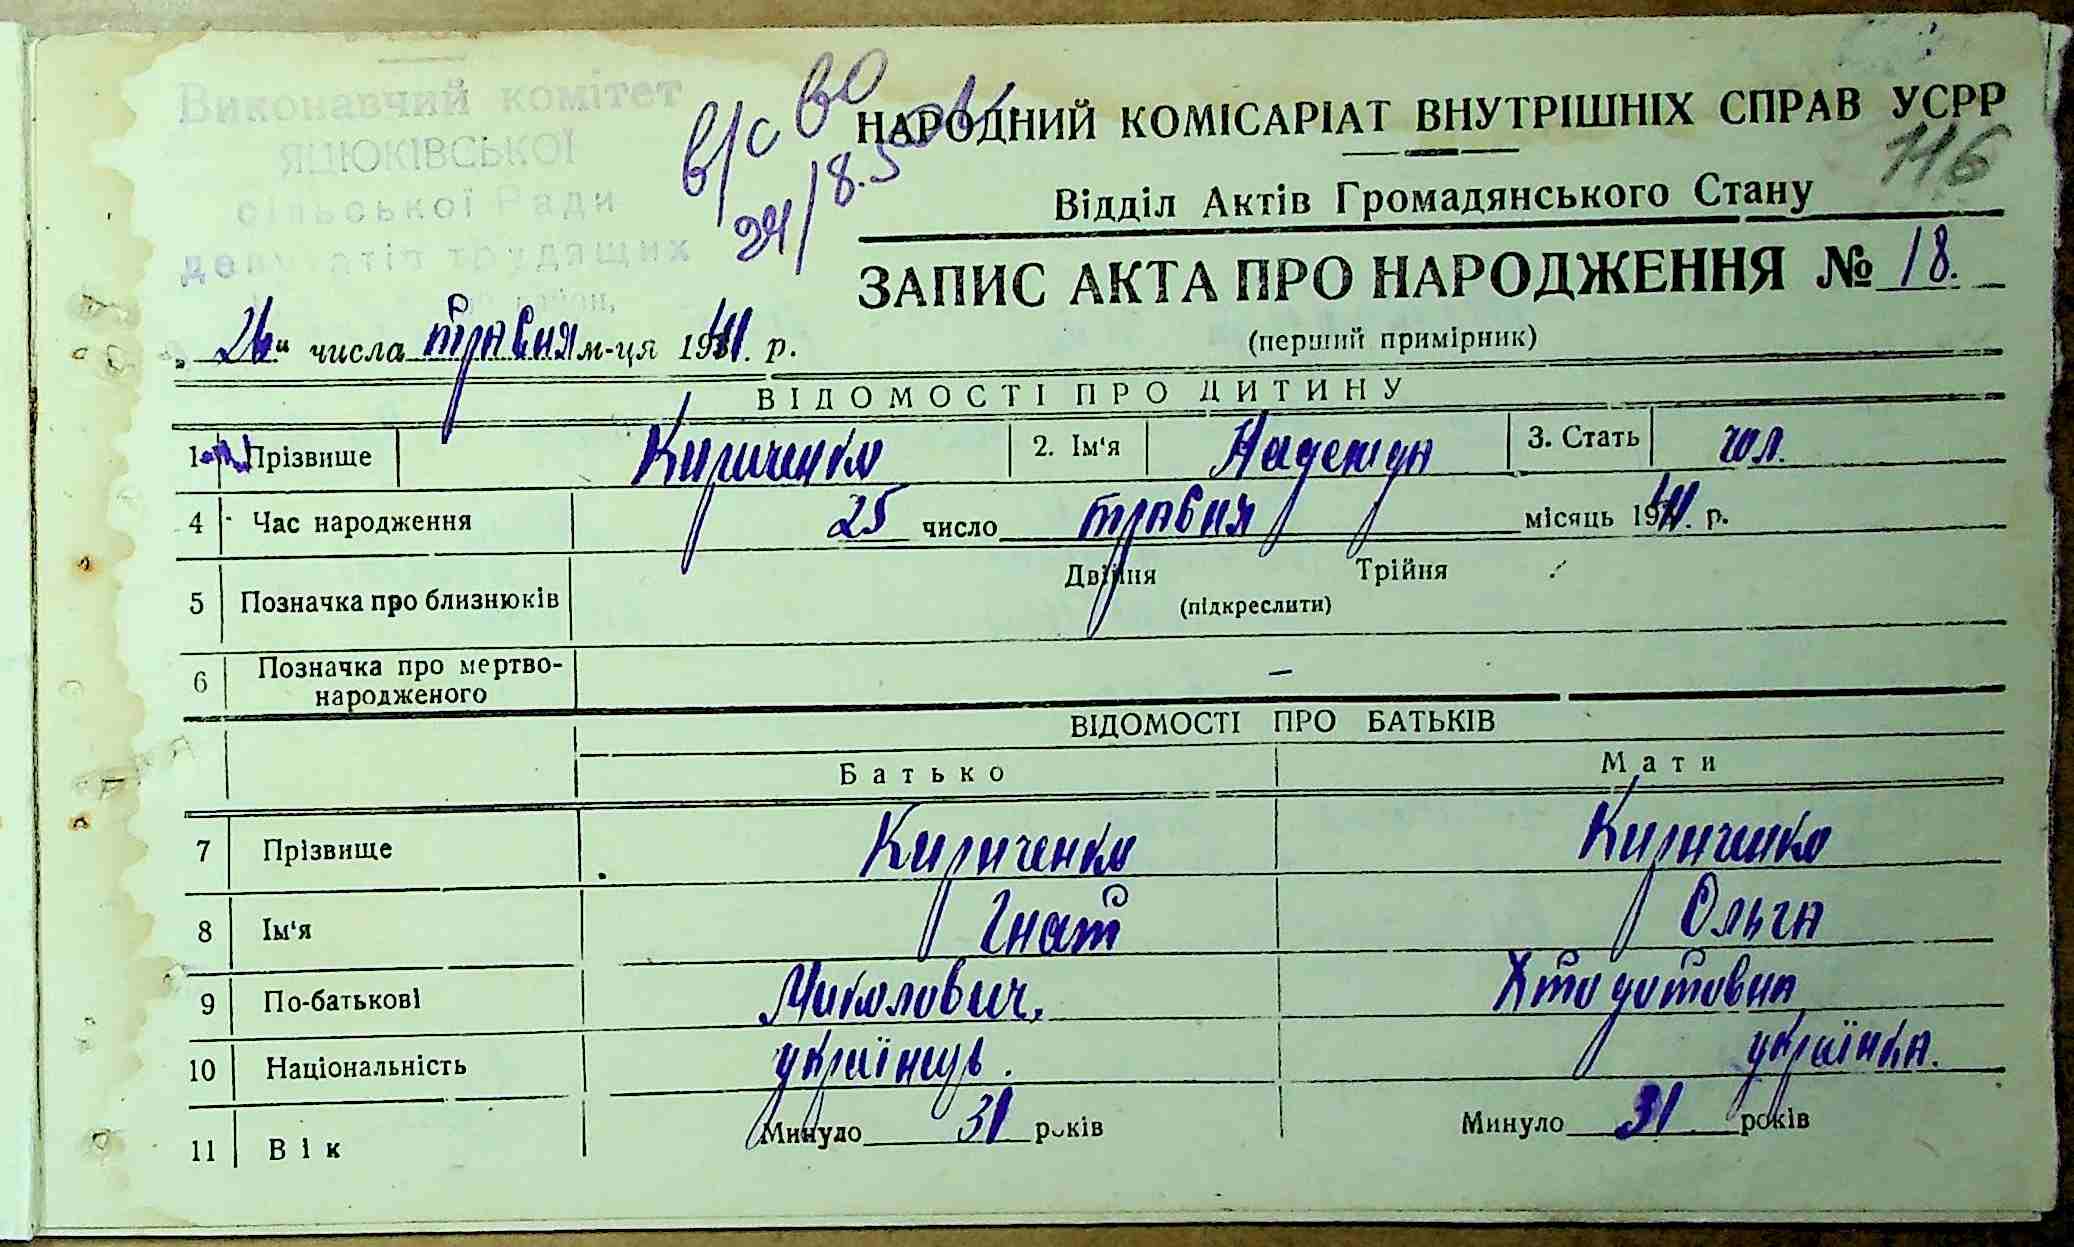 Виконавчий комітет
ЯЦЮКІВСЬКОЇ
сільської Ради
депутатів трудящих
в/с ВО
24/8.5
НАРОДНИЙ КОМІСАРІАТ ВНУТРІШНІХ СПРАВ УСРР
116
Відділ Актів Громадянського Стану
ЗАПИС АКТА ПРО НАРОДЖЕННЯ № 18.
(перший примірник)
„26“ числа травня м-ця 1941. р.
ВІДОМОСТІ ПРО ДИТИНУ
1 Прізвище Кириченко 2. Ім'я Надежда 3. Стать чол.
4 Час народження 25 число травня місяць 1941. р.
5 Позначка про близнюків Двійня Трійня
(підкреслити)
6 Позначка про мертво-
народженого –
ВІДОМОСТІ ПРО БАТЬКІВ
Батько Мати
7 Прізвище Кириченко Кириченко
8 Ім'я Гнат Ольга
9 По-батькові Миколович.
10 Національність українець. українка.
11 Вік Минуло 31 років Минуло 31 років